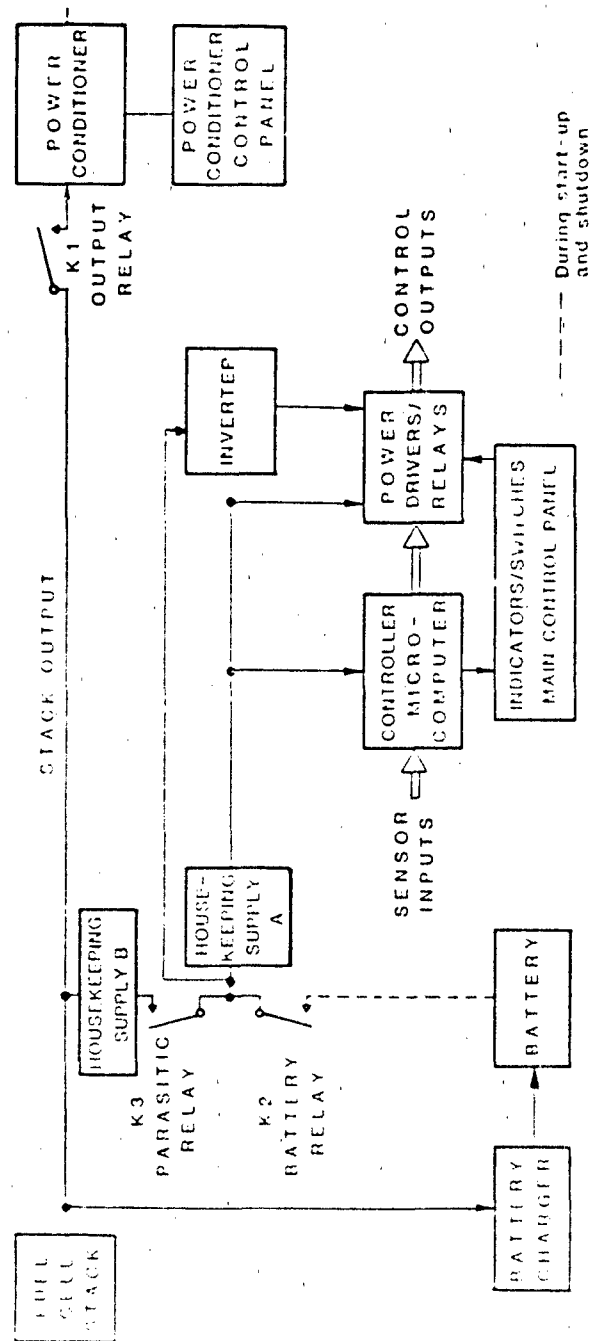 FUEL
CELL
STACK
STACK OUTPUT
K1
OUTPUT
RELAY
POWER
CONDITIONER
POWER
CONDITIONER
CONTROL
PANEL
HOUSEKEEPING
SUPPLY B
K3
PARASITIC
RELAY
K2
BATTERY
RELAY
HOUSE-
KEEPING
SUPPLY
A
INVERTER
SENSOR
INPUTS
CONTROLLER
MICRO-
COMPUTER
POWER
DRIVERS/
RELAYS
CONTROL
OUTPUTS
BATTERY
CHARGER
BATTERY
INDICATORS/SWITCHES
MAIN CONTROL PANEL
During start-up
and shutdown